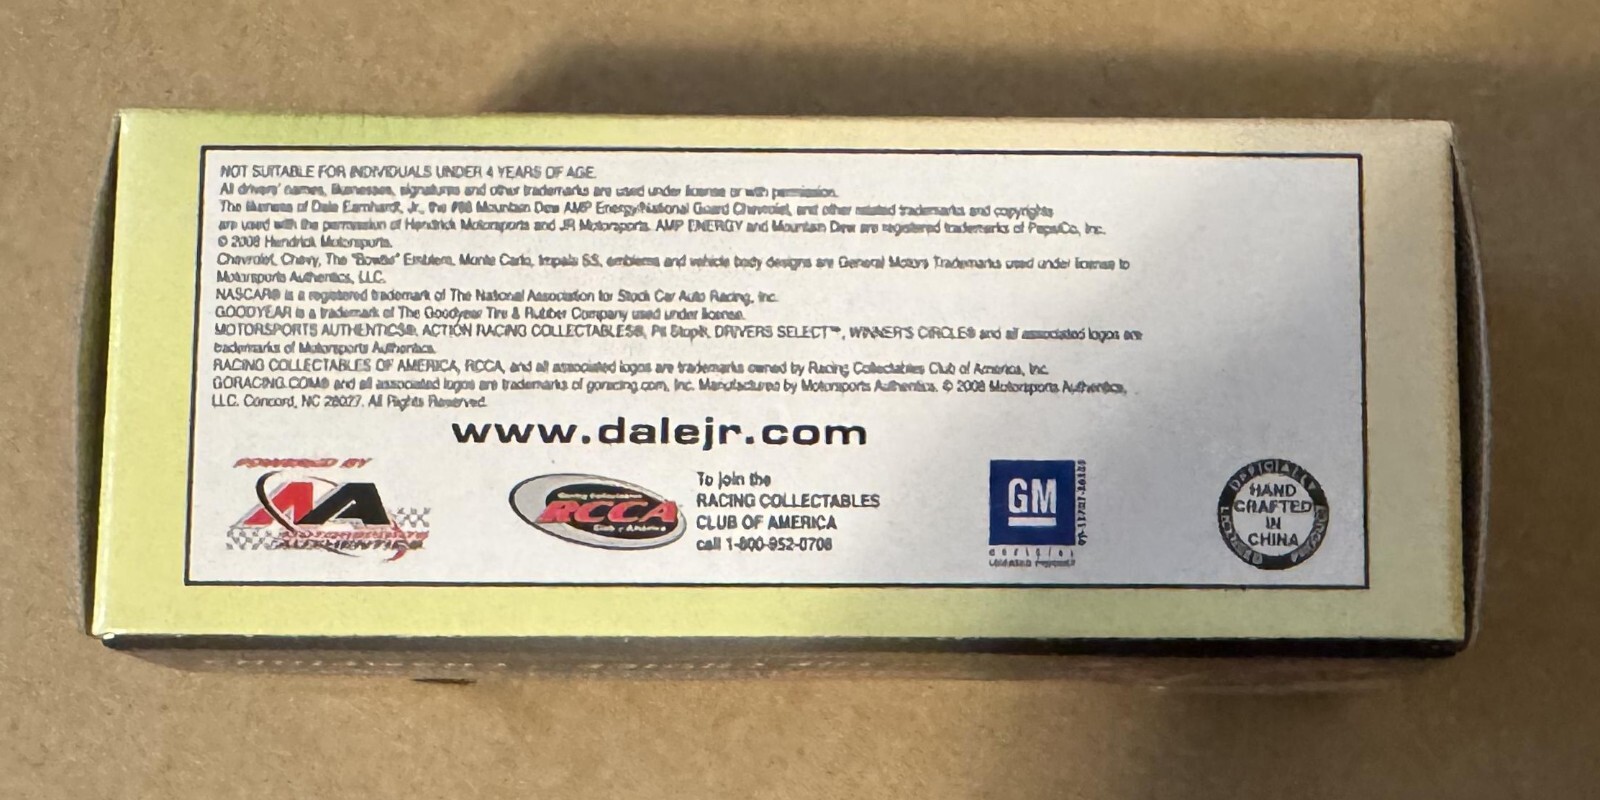 NOT SUITABLE FOR INDIVIDUALS UNDER 4 YEARS OF AGE.
All drivers' names, likenesses, signatures and other trademarks are used under license or with permission.
The likeness of Dale Earnhardt, Jr., the #88 Mountain Dew AMP Energy/National Guard Chevrolet, and other related trademarks and copyrights
are used with the permission of Hendrick Motorsports and JR Motorsports. AMP ENERGY and Mountain Dew are registered trademarks of PepsiCo, Inc.
© 2008 Hendrick Motorsports.
Chevrolet, Chevy, The "Bowtie" Emblem, Monte Carlo, Impala SS, emblems and vehicle body designs are General Motors Trademarks used under license to
Motorsports Authentics, LLC.
NASCAR® is a registered trademark of The National Association for Stock Car Auto Racing, Inc.
GOODYEAR is a trademark of The Goodyear Tire & Rubber Company used under license.
MOTORSPORTS AUTHENTICS®, ACTION RACING COLLECTABLES®, Pit Stop®, DRIVERS SELECT™, WINNER'S CIRCLE® and all associated logos are
trademarks of Motorsports Authentics.
RACING COLLECTABLES OF AMERICA, RCCA, and all associated logos are trademarks owned by Racing Collectables Club of America, Inc.
GORACING.COM® and all associated logos are trademarks of goracing.com, Inc. Manufactured by Motorsports Authentics. © 2008 Motorsports Authentics,
LLC. Concord, NC 28027. All Rights Reserved.
www.dalejr.com
POWERED BY
MA
MOTORSPORTS
AUTHENTICS
Racing Collectables
RCCA
Club of America
To join the
RACING COLLECTABLES
CLUB OF AMERICA
call 1-800-952-0708
GM
OFFICIALLY
LICENSED
HAND
CRAFTED
IN
CHINA